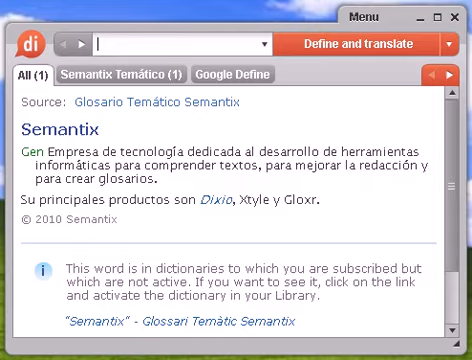 Menu
di
Define and translate
All (1)
Semantix Temático (1)
Google Define
Source: Glosario Temático Semantix
Semantix
Gen Empresa de tecnología dedicada al desarrollo de herramientas
informáticas para comprender textos, para mejorar la redacción y
para crear glosarios.
Su principales productos son Dixio, Xtyle y Gloxr.
© 2010 Semantix
i
This word is in dictionaries to which you are subscribed but
which are not active. If you want to see it, click on the link
and activate the dictionary in your Library.
"Semantix" - Glossari Temàtic Semantix